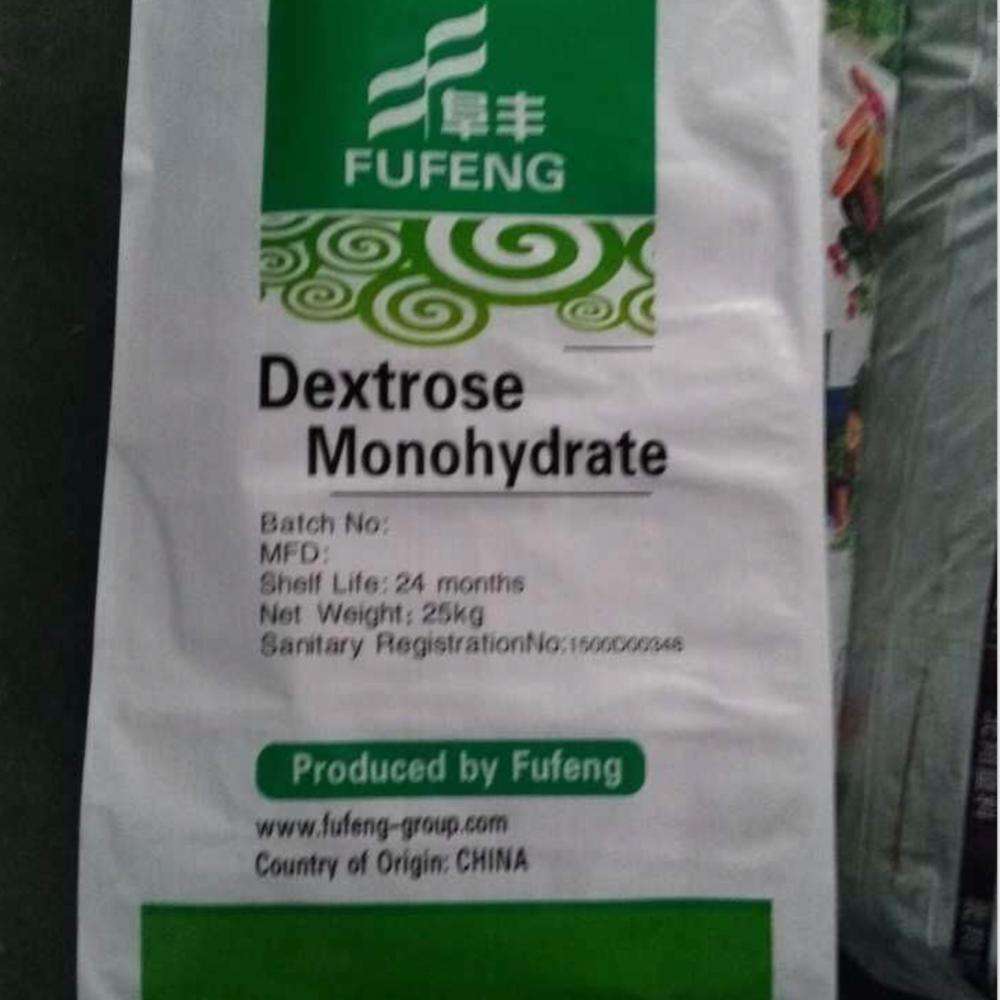 阜丰
FUFENG
Dextrose
Monohydrate
Batch No:
MFD:
Shelf Life: 24 months
Net Weight: 25kg
Sanitary RegistrationNo:
Produced by Fufeng
www.fufeng-group.com
Country of Origin: CHINA